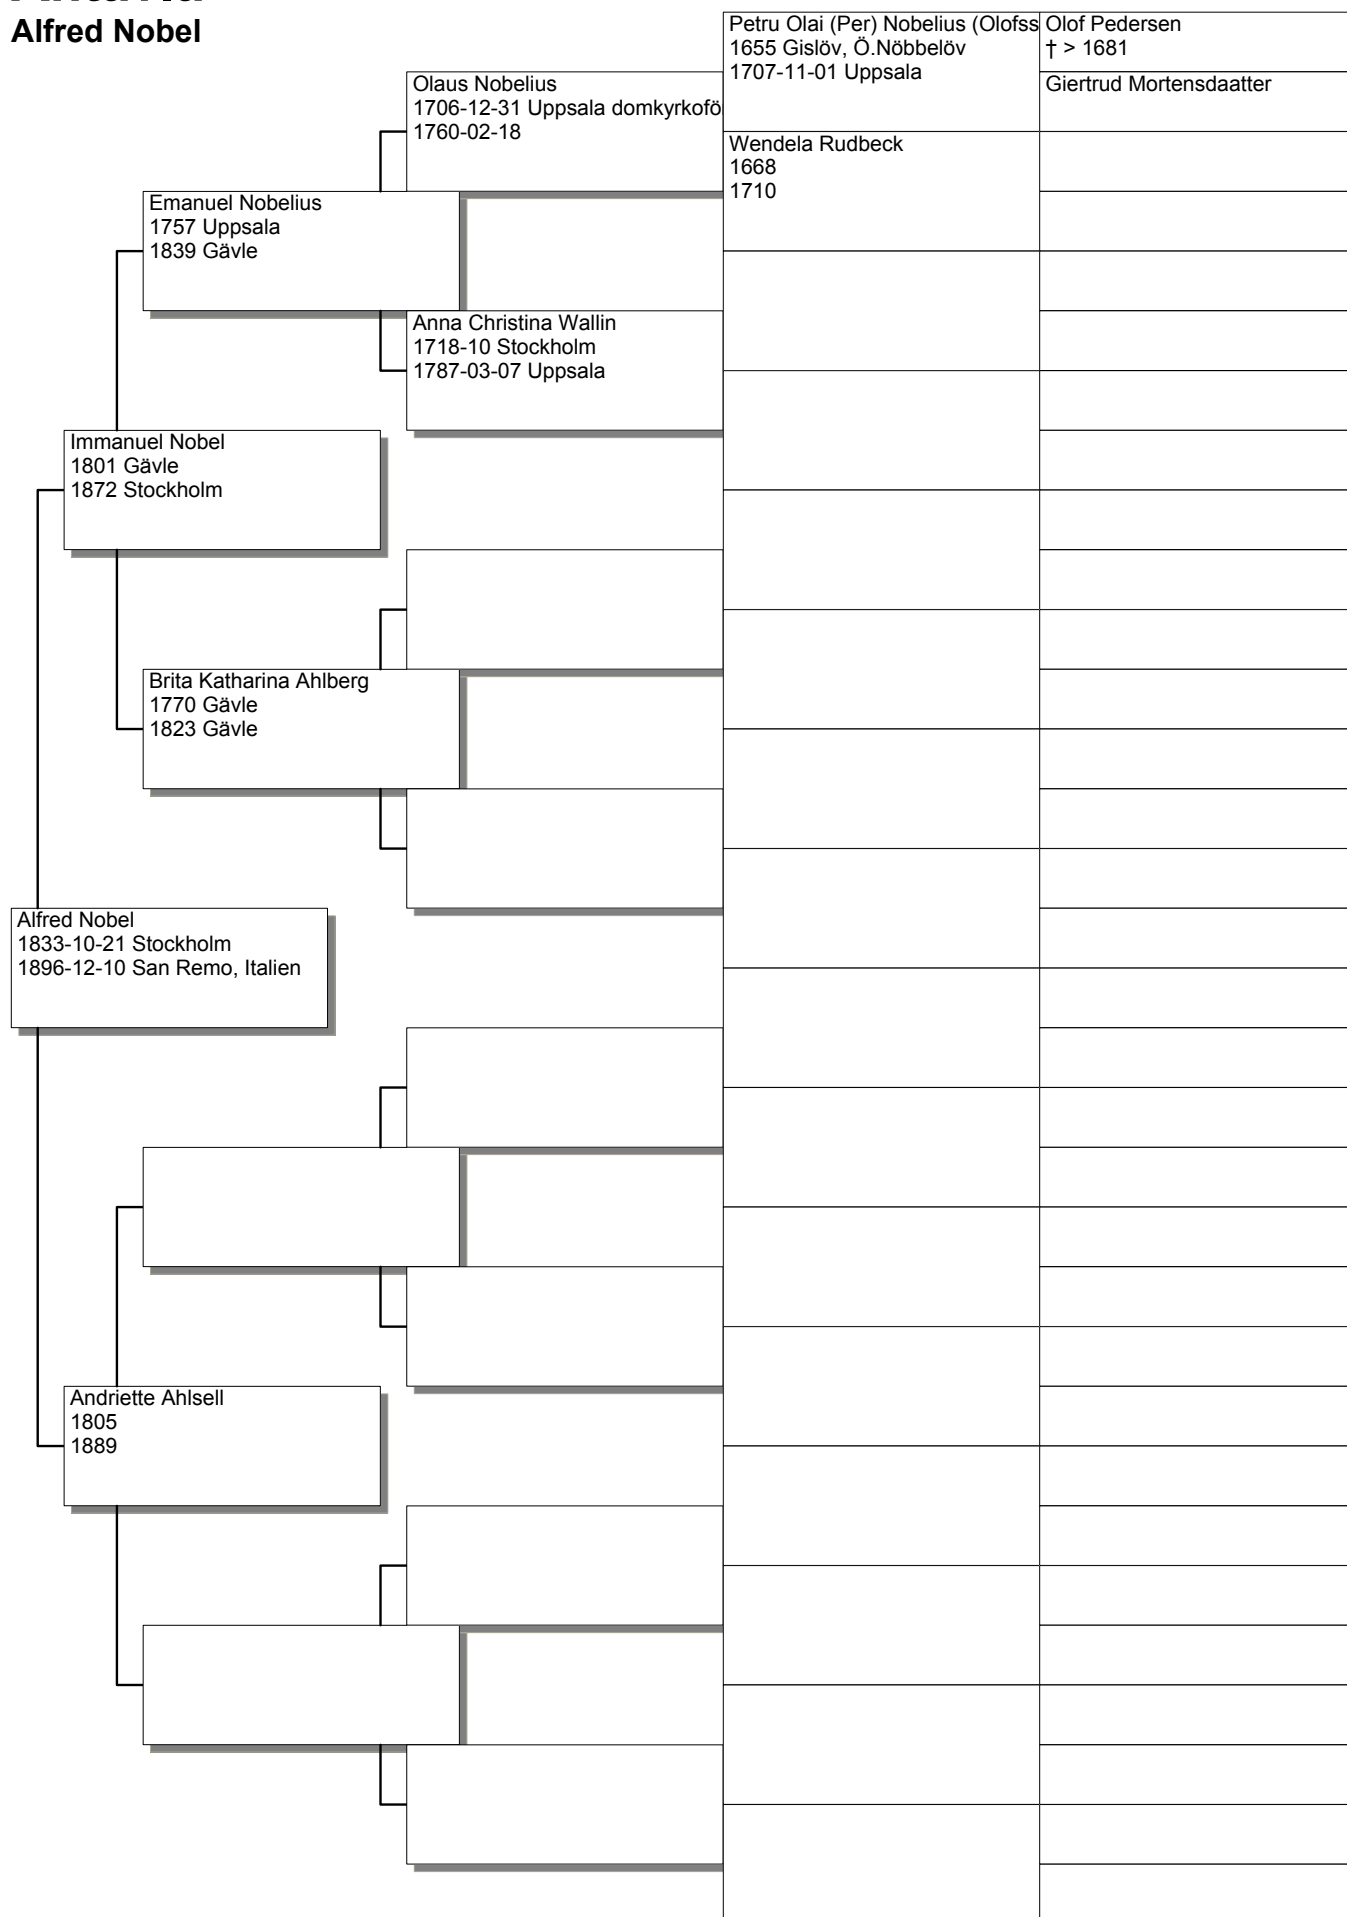 Alfred Nobel
Petru Olai (Per) Nobelius (Olofss
1655 Gislöv, Ö.Nöbbelöv
1707-11-01 Uppsala
Olof Pedersen
† > 1681
Giertrud Mortensdaatter
Olaus Nobelius
1706-12-31 Uppsala domkyrkofö
1760-02-18
Wendela Rudbeck
1668
1710
Emanuel Nobelius
1757 Uppsala
1839 Gävle
Anna Christina Wallin
1718-10 Stockholm
1787-03-07 Uppsala
Immanuel Nobel
1801 Gävle
1872 Stockholm
Brita Katharina Ahlberg
1770 Gävle
1823 Gävle
Alfred Nobel
1833-10-21 Stockholm
1896-12-10 San Remo, Italien
Andriette Ahlsell
1805
1889